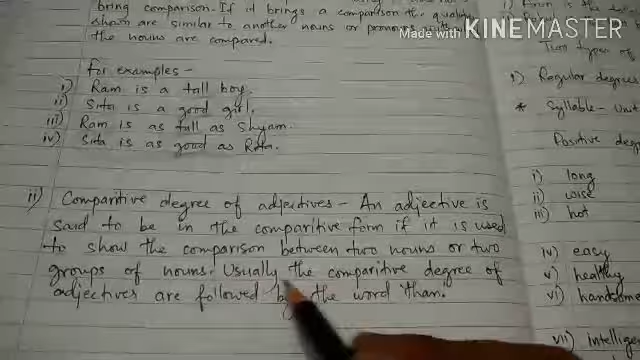 bring comparison. If it brings a comparison the qualiti
shown are similar to another nouns or pronouns with
the nouns are compared.
for examples -
i) Ram is a tall boy.
ii) Sita is a good girl.
iii) Ram is as tall as Shyam.
iv) Sita is as good as Rita.
ii) Comparitive degree of adjectives - An adjective is
said to be in the comparitive form if it is used
to show the comparison between two nouns or two
groups of nouns. Usually the comparitive degree of
adjectives are followed by the word than.
Two types of
1) Regular degrees
* Syllable - Uni
Positive deg
i) long
ii) wise
iii) hot
iv) easy
v) healthy
vi) handsome
vii) intellige
Made with KINEMASTER